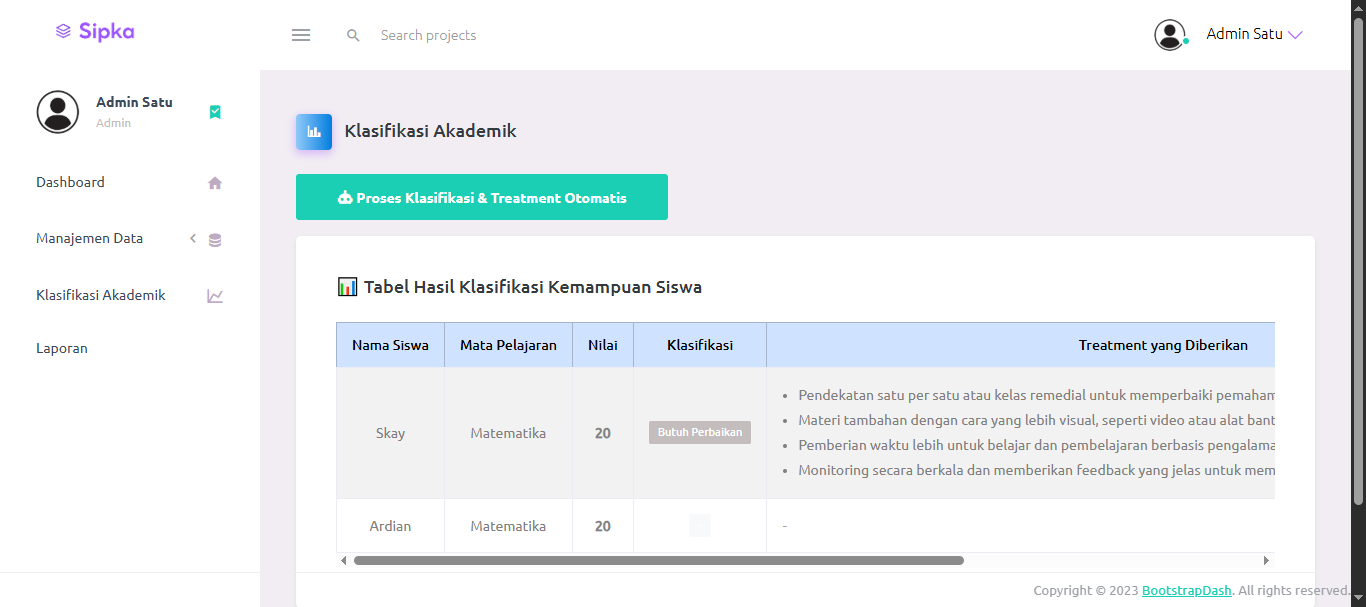 Sipka
Search projects
Admin Satu
Admin Satu
Admin
Dashboard
Manajemen Data
Klasifikasi Akademik
Laporan
Klasifikasi Akademik
Proses Klasifikasi & Treatment Otomatis
Tabel Hasil Klasifikasi Kemampuan Siswa
Nama Siswa Mata Pelajaran Nilai Klasifikasi Treatment yang Diberikan
Skay Matematika 20 Butuh Perbaikan
• Pendekatan satu per satu atau kelas remedial untuk memperbaiki pemaham
• Materi tambahan dengan cara yang lebih visual, seperti video atau alat bant
• Pemberian waktu lebih untuk belajar dan pembelajaran berbasis pengalama
• Monitoring secara berkala dan memberikan feedback yang jelas untuk mem
Ardian Matematika 20 -
Copyright © 2023 BootstrapDash. All rights reserved.